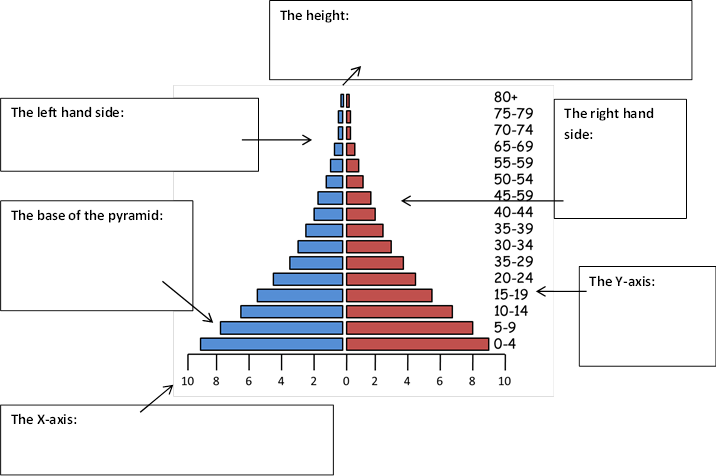 The height:
The left hand side:
The right hand
side:
The base of the pyramid:
The Y-axis:
The X-axis:
80+
75-79
70-74
65-69
55-59
50-54
45-59
40-44
35-39
30-34
35-29
20-24
15-19
10-14
5-9
0-4
10 8 6 4 2 0 2 4 6 8 10